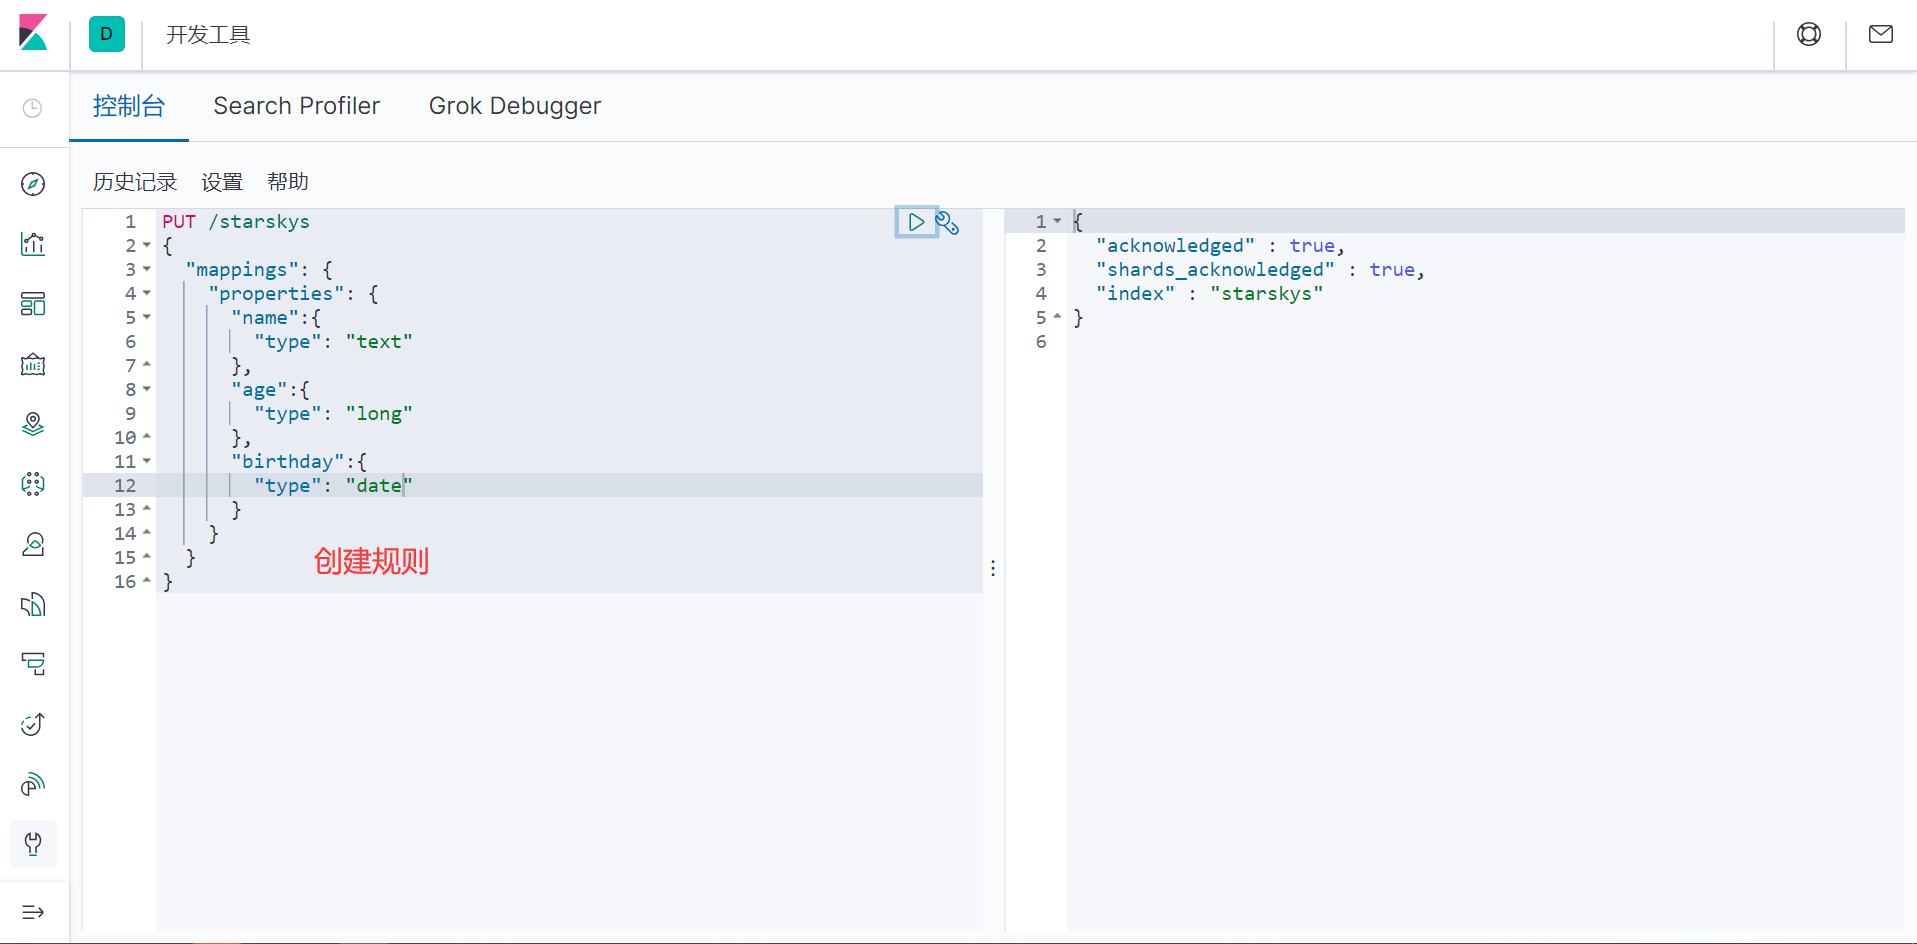 D 开发工具
控制台 Search Profiler Grok Debugger
历史记录 设置 帮助
1 PUT /starskys
2 {
3 "mappings": {
4 "properties": {
5 "name":{
6 "type": "text"
7 },
8 "age":{
9 "type": "long"
10 },
11 "birthday":{
12 "type": "date"
13 }
14 }
15 }
16 }
创建规则
1 {
2 "acknowledged" : true,
3 "shards_acknowledged" : true,
4 "index" : "starskys"
5 }
6